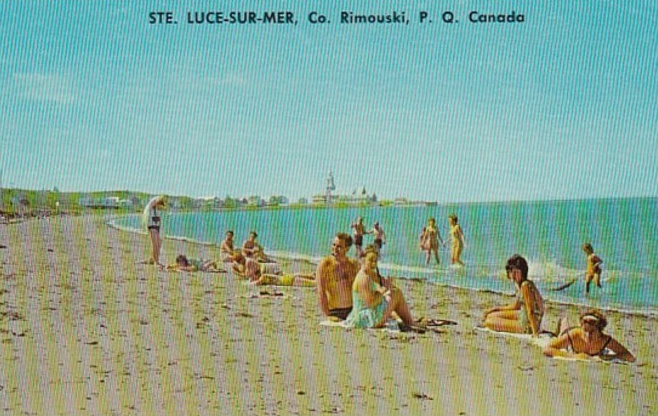 STE. LUCE-SUR-MER, Co. Rimouski, P. Q. Canada